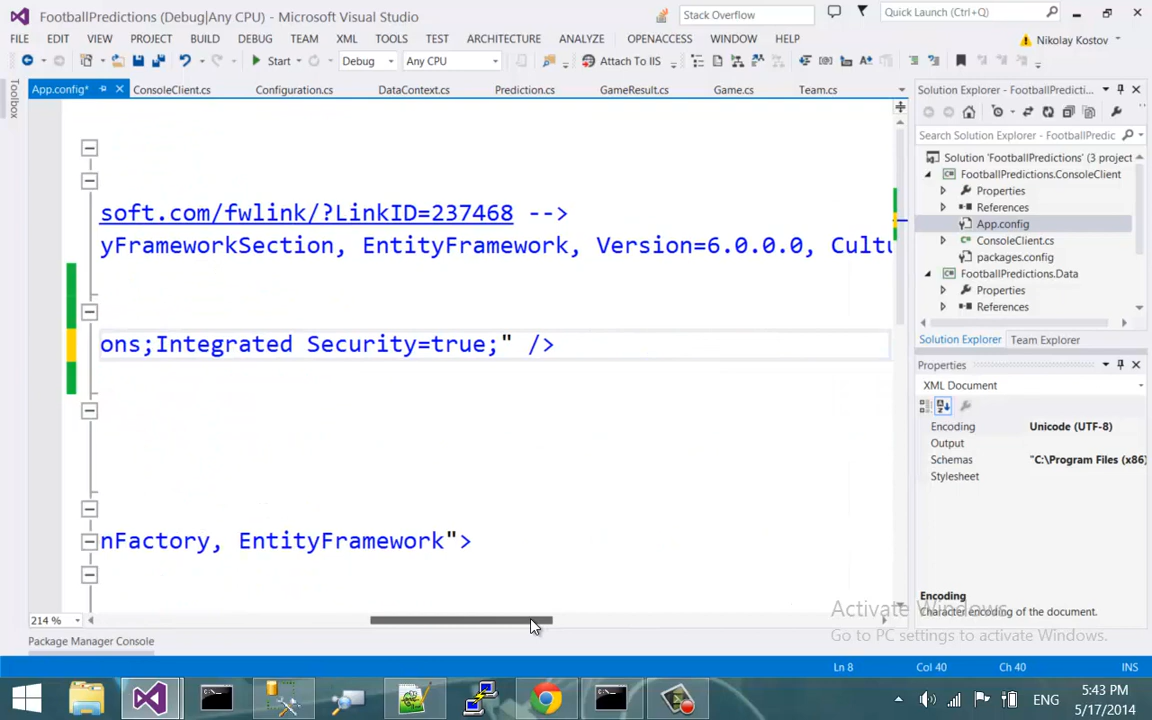 FootballPredictions (Debug|Any CPU) - Microsoft Visual Studio
Stack Overflow
Quick Launch (Ctrl+Q)
FILE EDIT VIEW PROJECT BUILD DEBUG TEAM XML TOOLS TEST ARCHITECTURE ANALYZE OPENACCESS WINDOW HELP
Nikolay Kostov
Start Debug Any CPU Attach To IIS
Toolbox
App.config* ConsoleClient.cs Configuration.cs DataContext.cs Prediction.cs GameResult.cs Game.cs Team.cs
soft.com/fwlink/?LinkID=237468 -->
yFrameworkSection, EntityFramework, Version=6.0.0.0, Cultu
ons;Integrated Security=true;" />
nFactory, EntityFramework">
214 %
Package Manager Console
Solution Explorer - FootballPredicti...
Search Solution Explorer - FootballPredic
Solution 'FootballPredictions' (3 project
FootballPredictions.ConsoleClient
Properties
References
App.config
ConsoleClient.cs
packages.config
FootballPredictions.Data
Properties
References
Solution Explorer Team Explorer
Properties
XML Document
Encoding Unicode (UTF-8)
Output
Schemas "C:\Program Files (x86)
Stylesheet
Encoding
Character encoding of the document.
Activate Windows
Go to PC settings to activate Windows.
Ln 8 Col 40 Ch 40 INS
ENG
5:43 PM
5/17/2014